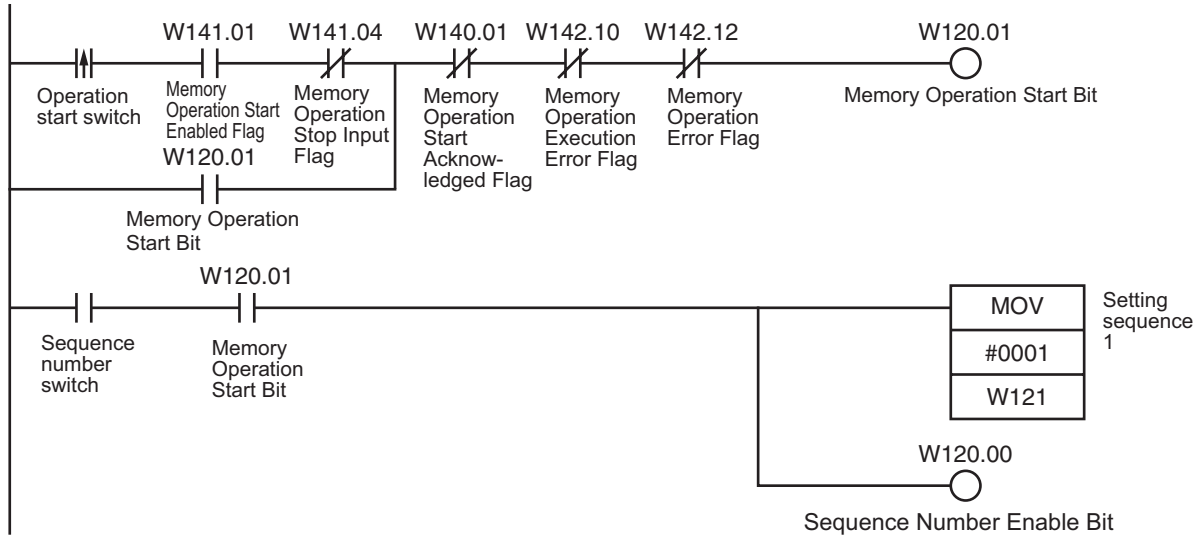 W141.01 W141.04 W140.01 W142.10 W142.12 W120.01
Operation
start switch
Memory
Operation Start
Enabled Flag
Memory
Operation
Stop Input
Flag
Memory
Operation
Start
Acknow-
ledged Flag
Memory
Operation
Execution
Error Flag
Memory
Operation
Error Flag
Memory Operation Start Bit
W120.01
Memory Operation
Start Bit
W120.01
Sequence
number
switch
Memory
Operation
Start Bit
MOV
#0001
W121
Setting
sequence
1
W120.00
Sequence Number Enable Bit